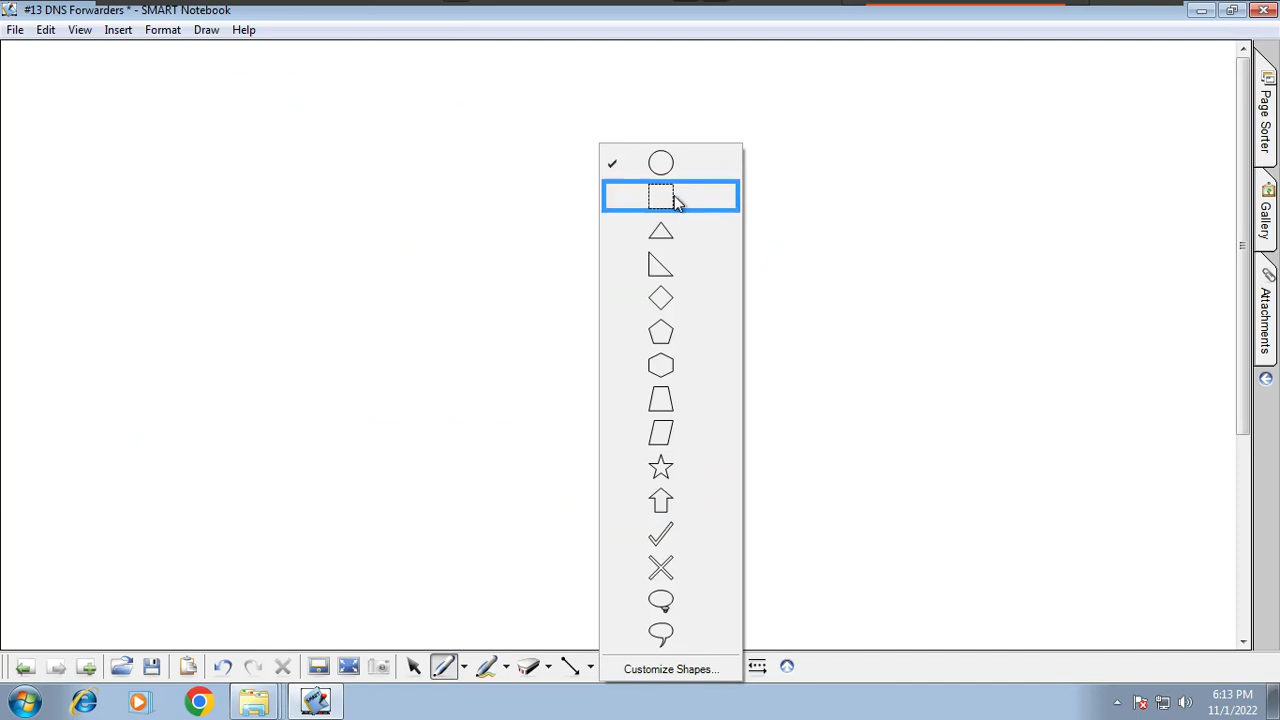 #13 DNS Forwarders * - SMART Notebook
File Edit View Insert Format Draw Help
Page Sorter
Gallery
Attachments
Customize Shapes...
6:13 PM
11/1/2022